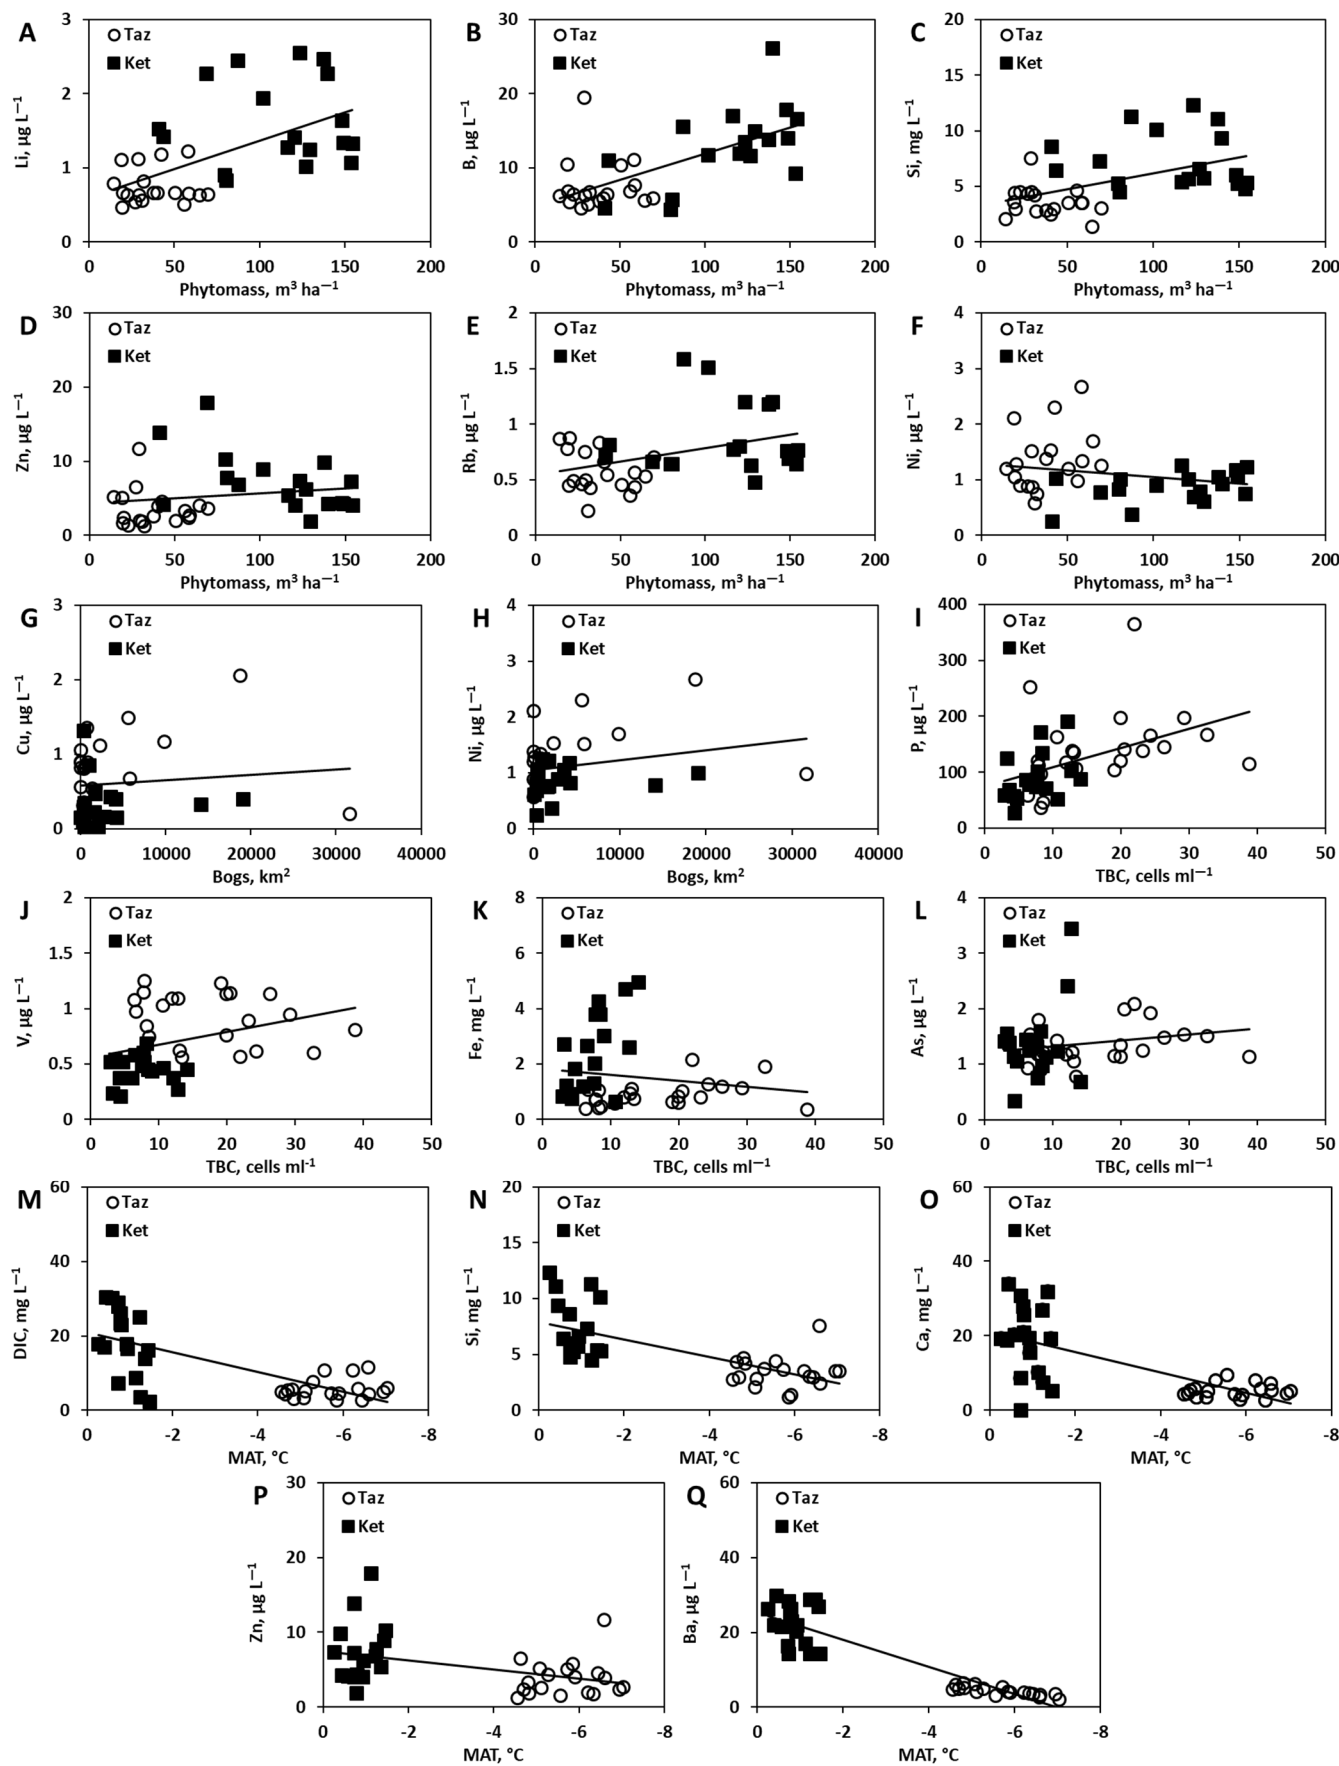 A
3
2
1
0
Li, µg L⁻¹
Taz
Ket
0 50 100 150 200
Phytomass, m³ ha⁻¹
B
30
20
10
0
B, µg L⁻¹
Taz
Ket
0 50 100 150 200
Phytomass, m³ ha⁻¹
C
20
15
10
5
0
Si, mg L⁻¹
Taz
Ket
0 50 100 150 200
Phytomass, m³ ha⁻¹
D
30
20
10
0
Zn, µg L⁻¹
Taz
Ket
0 50 100 150 200
Phytomass, m³ ha⁻¹
E
2
1.5
1
0.5
0
Rb, µg L⁻¹
Taz
Ket
0 50 100 150 200
Phytomass, m³ ha⁻¹
F
4
3
2
1
0
Ni, µg L⁻¹
Taz
Ket
0 50 100 150 200
Phytomass, m³ ha⁻¹
G
3
2
1
0
Cu, µg L⁻¹
Taz
Ket
0 10000 20000 30000 40000
Bogs, km²
H
4
3
2
1
0
Ni, µg L⁻¹
Taz
Ket
0 10000 20000 30000 40000
Bogs, km²
I
400
300
200
100
0
P, µg L⁻¹
Taz
Ket
0 10 20 30 40 50
TBC, cells ml⁻¹
J
2
1.5
1
0.5
0
V, µg L⁻¹
Taz
Ket
0 10 20 30 40 50
TBC, cells ml⁻¹
K
8
6
4
2
0
Fe, mg L⁻¹
Taz
Ket
0 10 20 30 40 50
TBC, cells ml⁻¹
L
4
3
2
1
0
As, µg L⁻¹
Taz
Ket
0 10 20 30 40 50
TBC, cells ml⁻¹
M
60
40
20
0
DIC, mg L⁻¹
Taz
Ket
0 -2 -4 -6 -8
MAT, °C
N
20
15
10
5
0
Si, mg L⁻¹
Taz
Ket
0 -2 -4 -6 -8
MAT, °C
O
60
40
20
0
Ca, mg L⁻¹
Taz
Ket
0 -2 -4 -6 -8
MAT, °C
P
30
20
10
0
Zn, µg L⁻¹
Taz
Ket
0 -2 -4 -6 -8
MAT, °C
Q
60
40
20
0
Ba, µg L⁻¹
Taz
Ket
0 -2 -4 -6 -8
MAT, °C